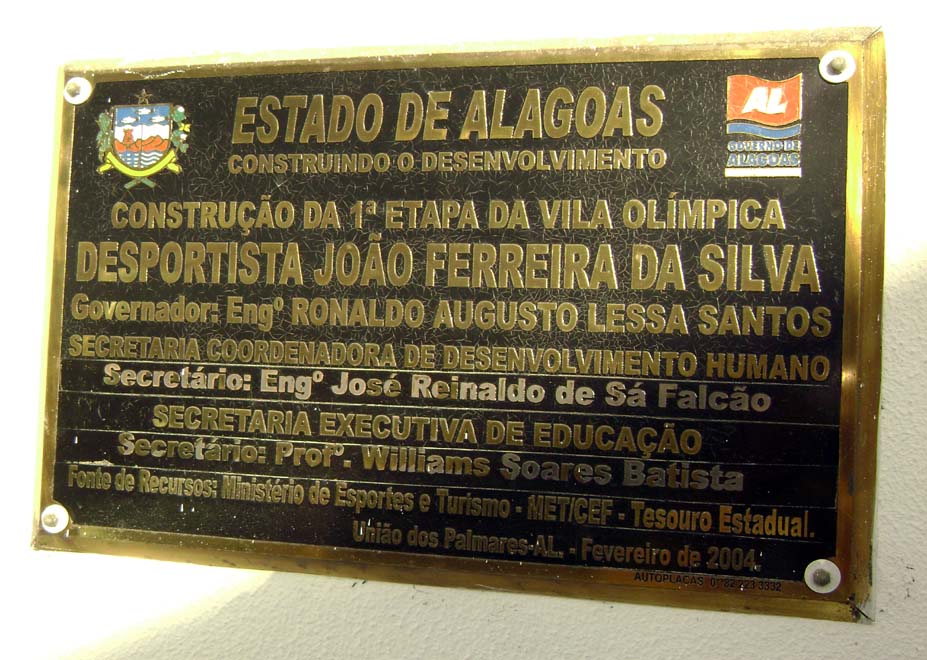 ESTADO DE ALAGOAS
CONSTRUINDO O DESENVOLVIMENTO
AL
GOVERNO DE
ALAGOAS
CONSTRUÇÃO DA 1ª ETAPA DA VILA OLÍMPICA
DESPORTISTA JOÃO FERREIRA DA SILVA
Governador: Engº RONALDO AUGUSTO LESSA SANTOS
SECRETARIA COORDENADORA DE DESENVOLVIMENTO HUMANO
Secretário: Engº José Reinaldo de Sá Falcão
SECRETARIA EXECUTIVA DE EDUCAÇÃO
Secretário: Profº. Williams Soares Batista
Fonte de Recursos: Ministério de Esportes e Turismo - MET/CEF - Tesouro Estadual.
União dos Palmares-AL. - Fevereiro de 2004.
AUTOPLACAS